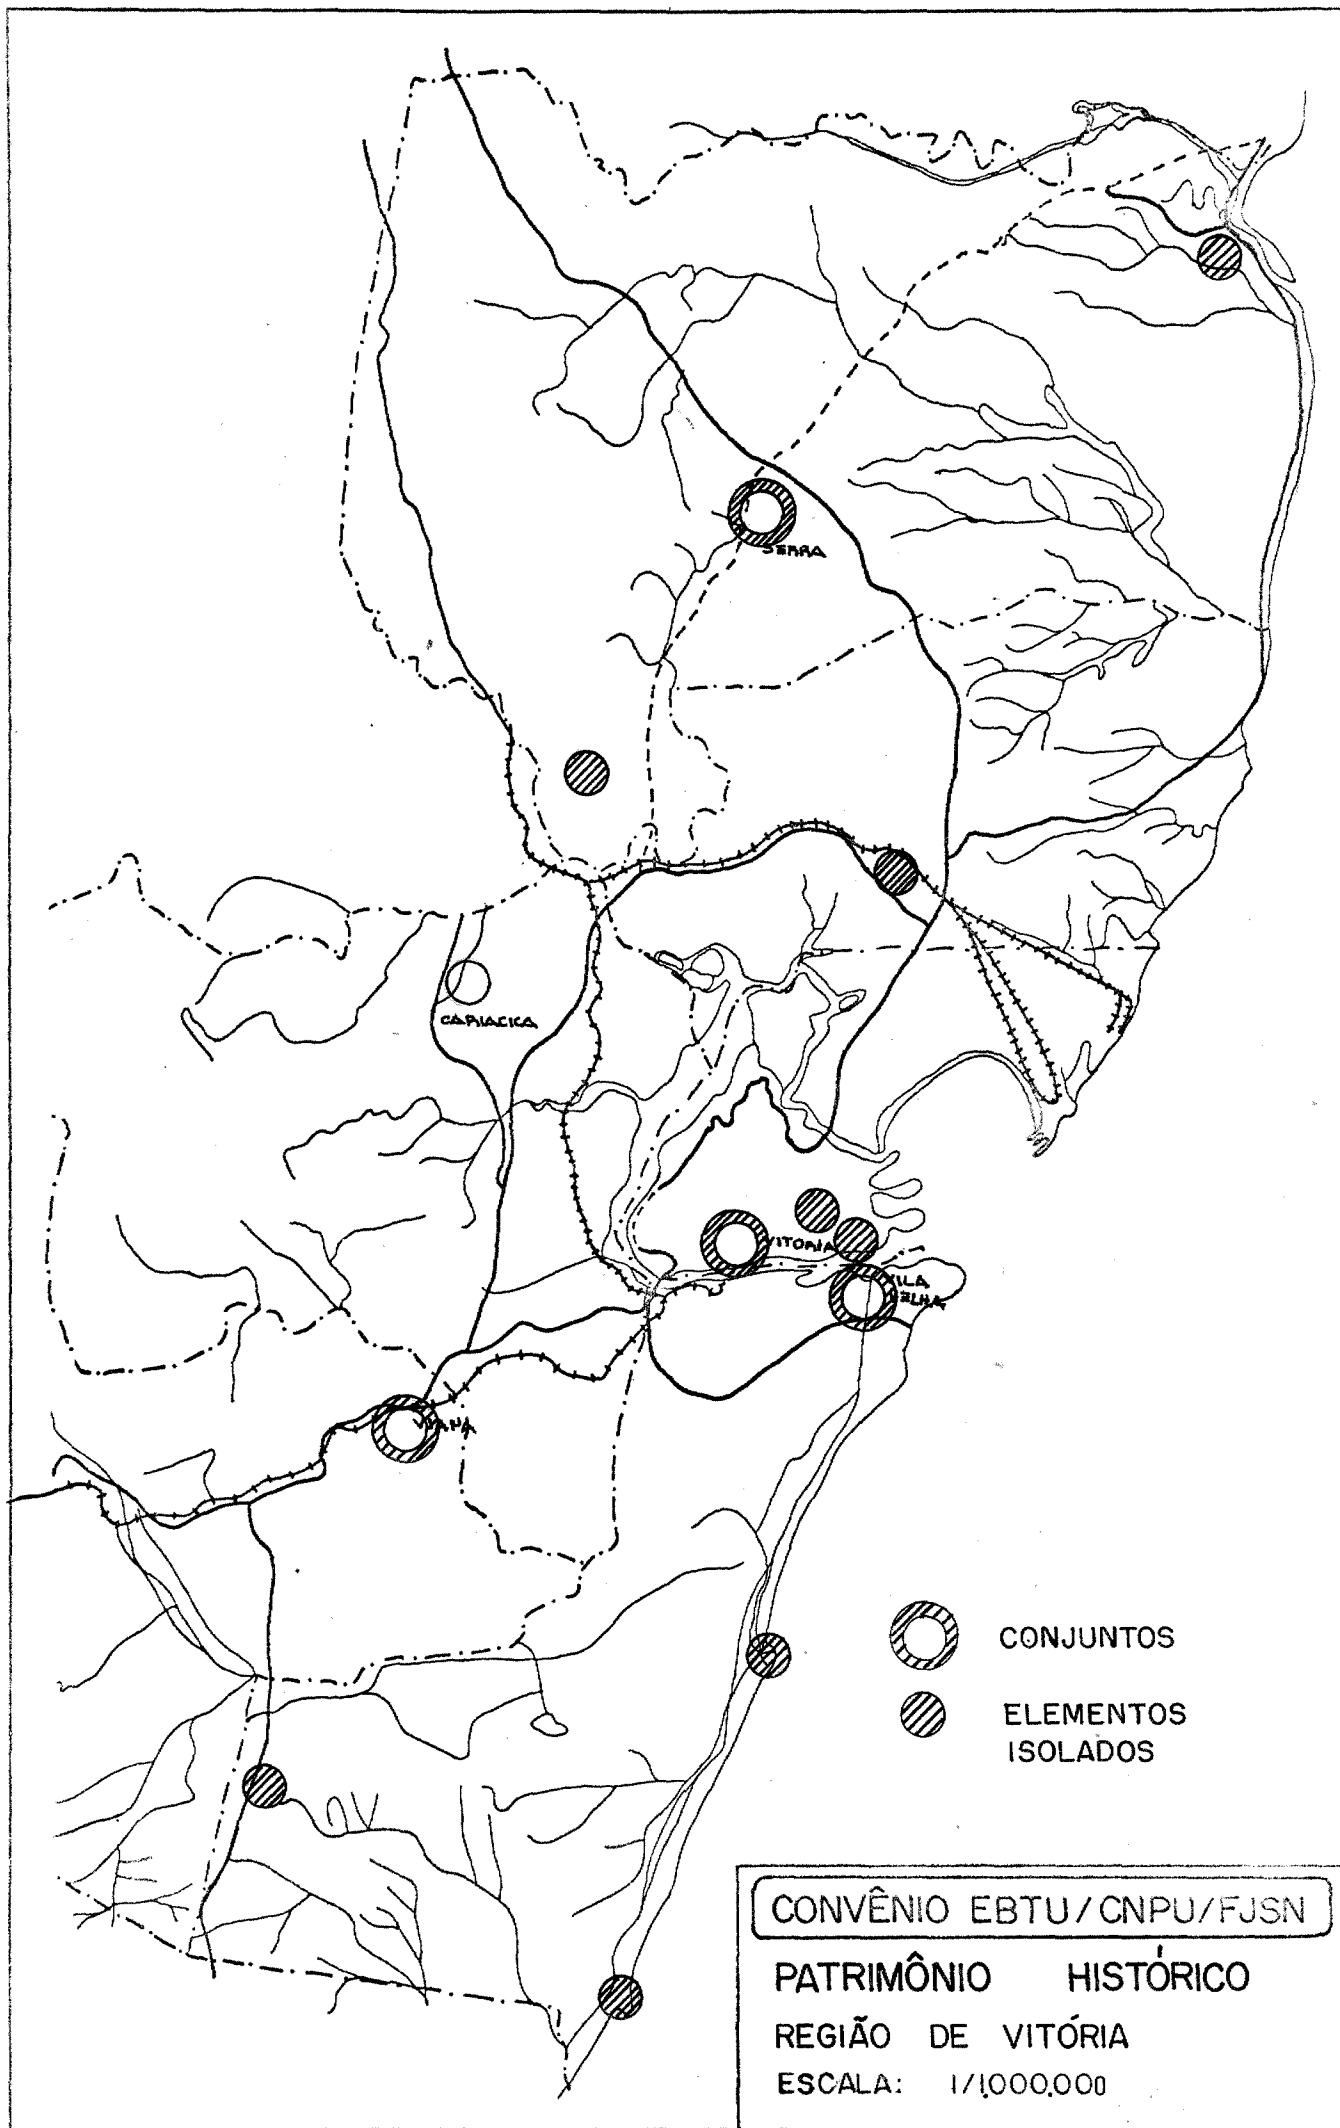 SERRA
CARIACICA
VITORIA
VILA
VELHA
VIANA
CONJUNTOS
ELEMENTOS
ISOLADOS
CONVÊNIO EBTU/CNPU/FJSN
PATRIMÔNIO HISTÓRICO
REGIÃO DE VITÓRIA
ESCALA: 1/1.000.000